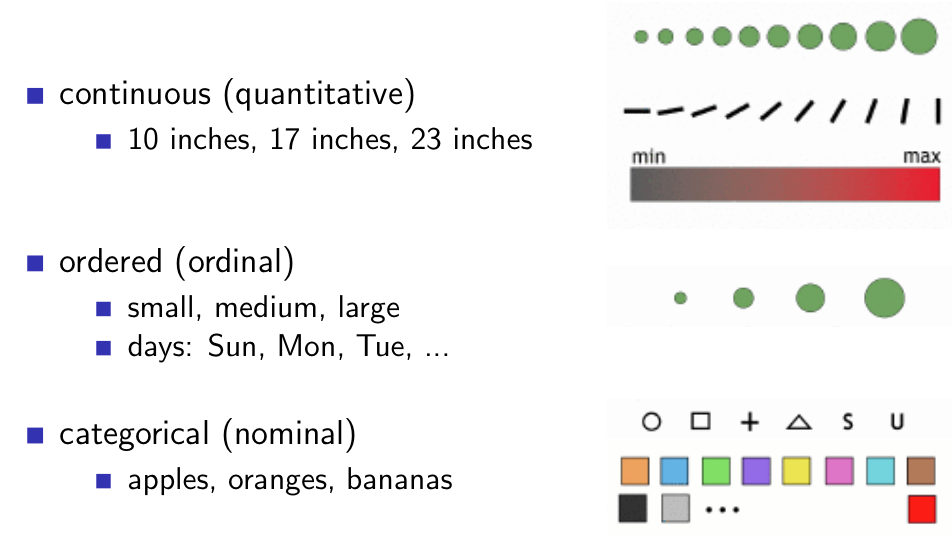 continuous (quantitative)
10 inches, 17 inches, 23 inches
min max
ordered (ordinal)
small, medium, large
days: Sun, Mon, Tue, ...
categorical (nominal)
apples, oranges, bananas
S U
...